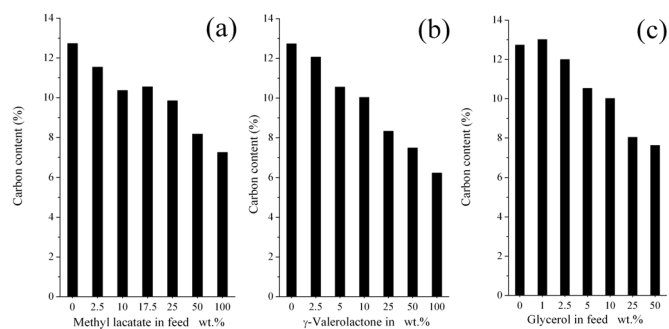 (a)
Carbon content (%)
14
12
10
8
6
4
2
0
0 2.5 10 17.5 25 50 100
Methyl lacatate in feed wt.%
(b)
Carbon content (%)
14
12
10
8
6
4
2
0
0 2.5 5 10 25 50 100
γ-Valerolactone in wt.%
(c)
Carbon content (%)
14
12
10
8
6
4
2
0
0 1 2.5 5 10 25 50
Glycerol in feed wt.%